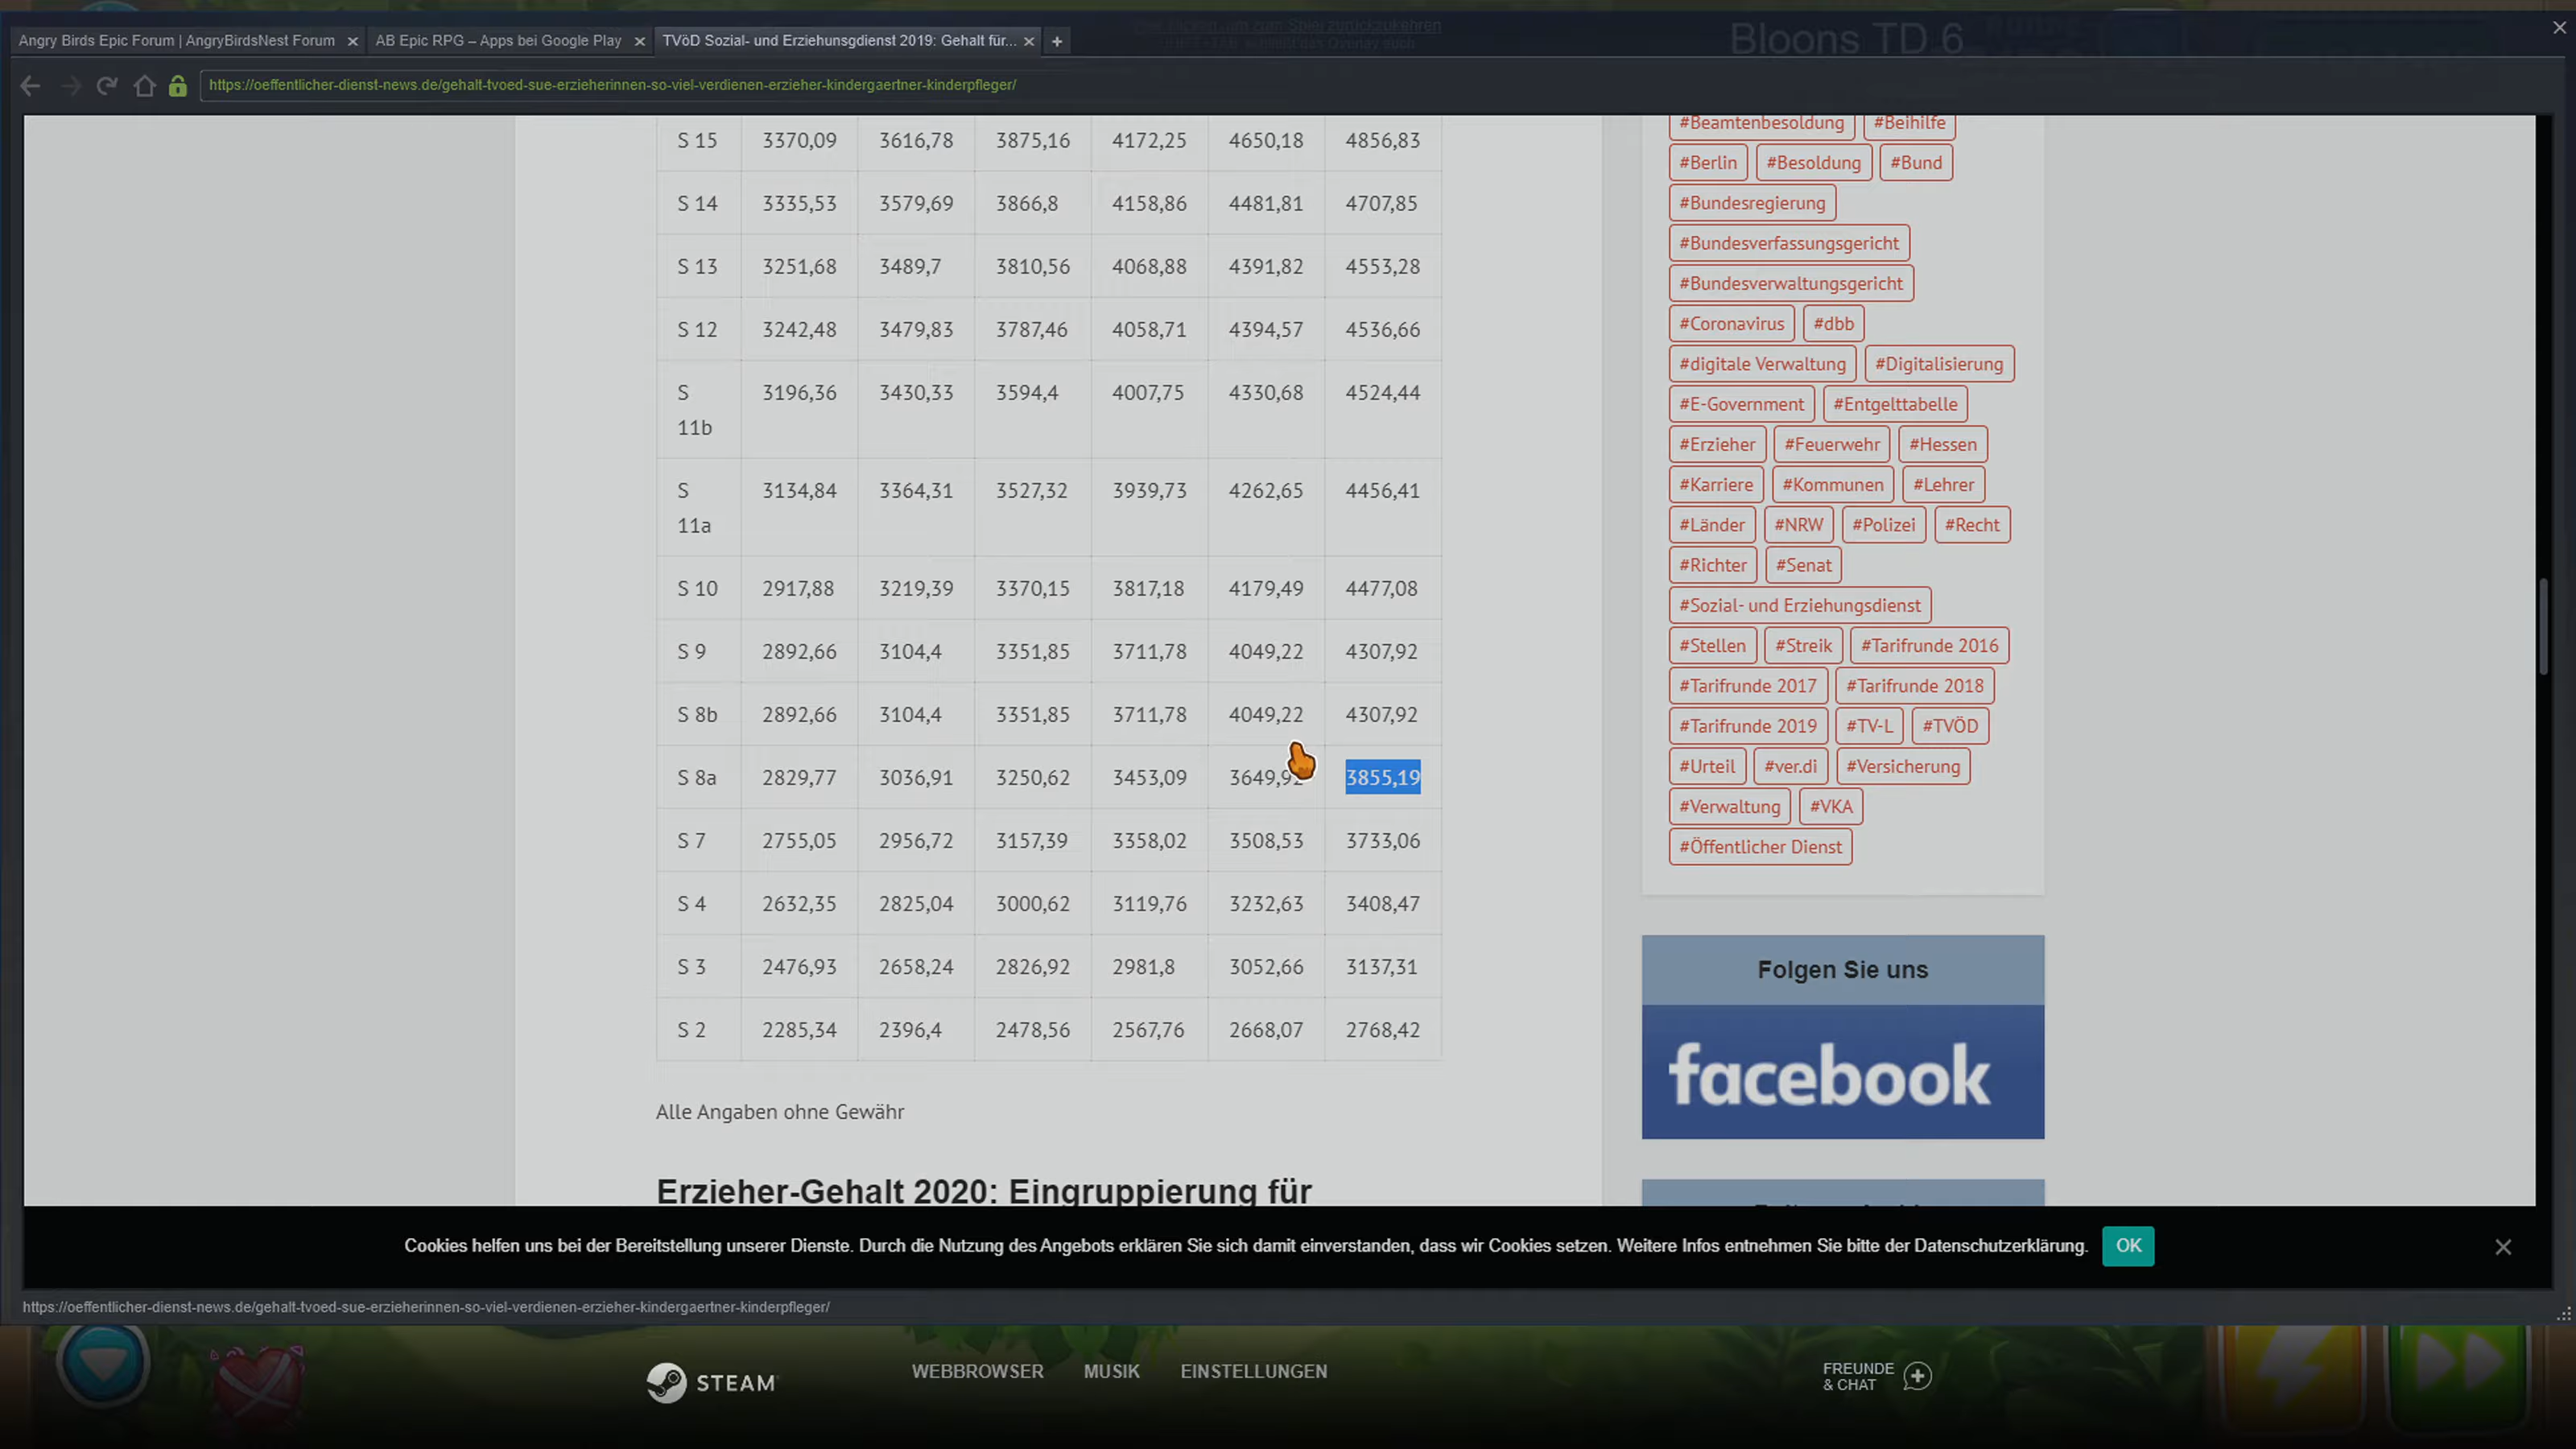 Bloons TD 6
Angry Birds Epic Forum | AngryBirdsNest Forum
AB Epic RPG – Apps bei Google Play
TVöD Sozial- und Erziehunsgdienst 2019: Gehalt für...
https://oeffentlicher-dienst-news.de/gehalt-tvoed-sue-erzieherinnen-so-viel-verdienen-erzieher-kindergaertner-kinderpfleger/
S 15 3370,09 3616,78 3875,16 4172,25 4650,18 4856,83
S 14 3335,53 3579,69 3866,8 4158,86 4481,81 4707,85
S 13 3251,68 3489,7 3810,56 4068,88 4391,82 4553,28
S 12 3242,48 3479,83 3787,46 4058,71 4394,57 4536,66
S 3196,36 3430,33 3594,4 4007,75 4330,68 4524,44
11b
S 3134,84 3364,31 3527,32 3939,73 4262,65 4456,41
11a
S 10 2917,88 3219,39 3370,15 3817,18 4179,49 4477,08
S 9 2892,66 3104,4 3351,85 3711,78 4049,22 4307,92
S 8b 2892,66 3104,4 3351,85 3711,78 4049,22 4307,92
S 8a 2829,77 3036,91 3250,62 3453,09 3649,92 3855,19
S 7 2755,05 2956,72 3157,39 3358,02 3508,53 3733,06
S 4 2632,35 2825,04 3000,62 3119,76 3232,63 3408,47
S 3 2476,93 2658,24 2826,92 2981,8 3052,66 3137,31
S 2 2285,34 2396,4 2478,56 2567,76 2668,07 2768,42
Alle Angaben ohne Gewähr
Erzieher-Gehalt 2020: Eingruppierung für
#Beamtenbesoldung #Beihilfe
#Berlin #Besoldung #Bund
#Bundesregierung
#Bundesverfassungsgericht
#Bundesverwaltungsgericht
#Coronavirus #dbb
#digitale Verwaltung #Digitalisierung
#E-Government #Entgelttabelle
#Erzieher #Feuerwehr #Hessen
#Karriere #Kommunen #Lehrer
#Länder #NRW #Polizei #Recht
#Richter #Senat
#Sozial- und Erziehungsdienst
#Stellen #Streik #Tarifrunde 2016
#Tarifrunde 2017 #Tarifrunde 2018
#Tarifrunde 2019 #TV-L #TVÖD
#Urteil #ver.di #Versicherung
#Verwaltung #VKA
#Öffentlicher Dienst
Folgen Sie uns
facebook
Cookies helfen uns bei der Bereitstellung unserer Dienste. Durch die Nutzung des Angebots erklären Sie sich damit einverstanden, dass wir Cookies setzen. Weitere Infos entnehmen Sie bitte der Datenschutzerklärung. OK
https://oeffentlicher-dienst-news.de/gehalt-tvoed-sue-erzieherinnen-so-viel-verdienen-erzieher-kindergaertner-kinderpfleger/
STEAM
WEBBROWSER MUSIK EINSTELLUNGEN
FREUNDE
& CHAT